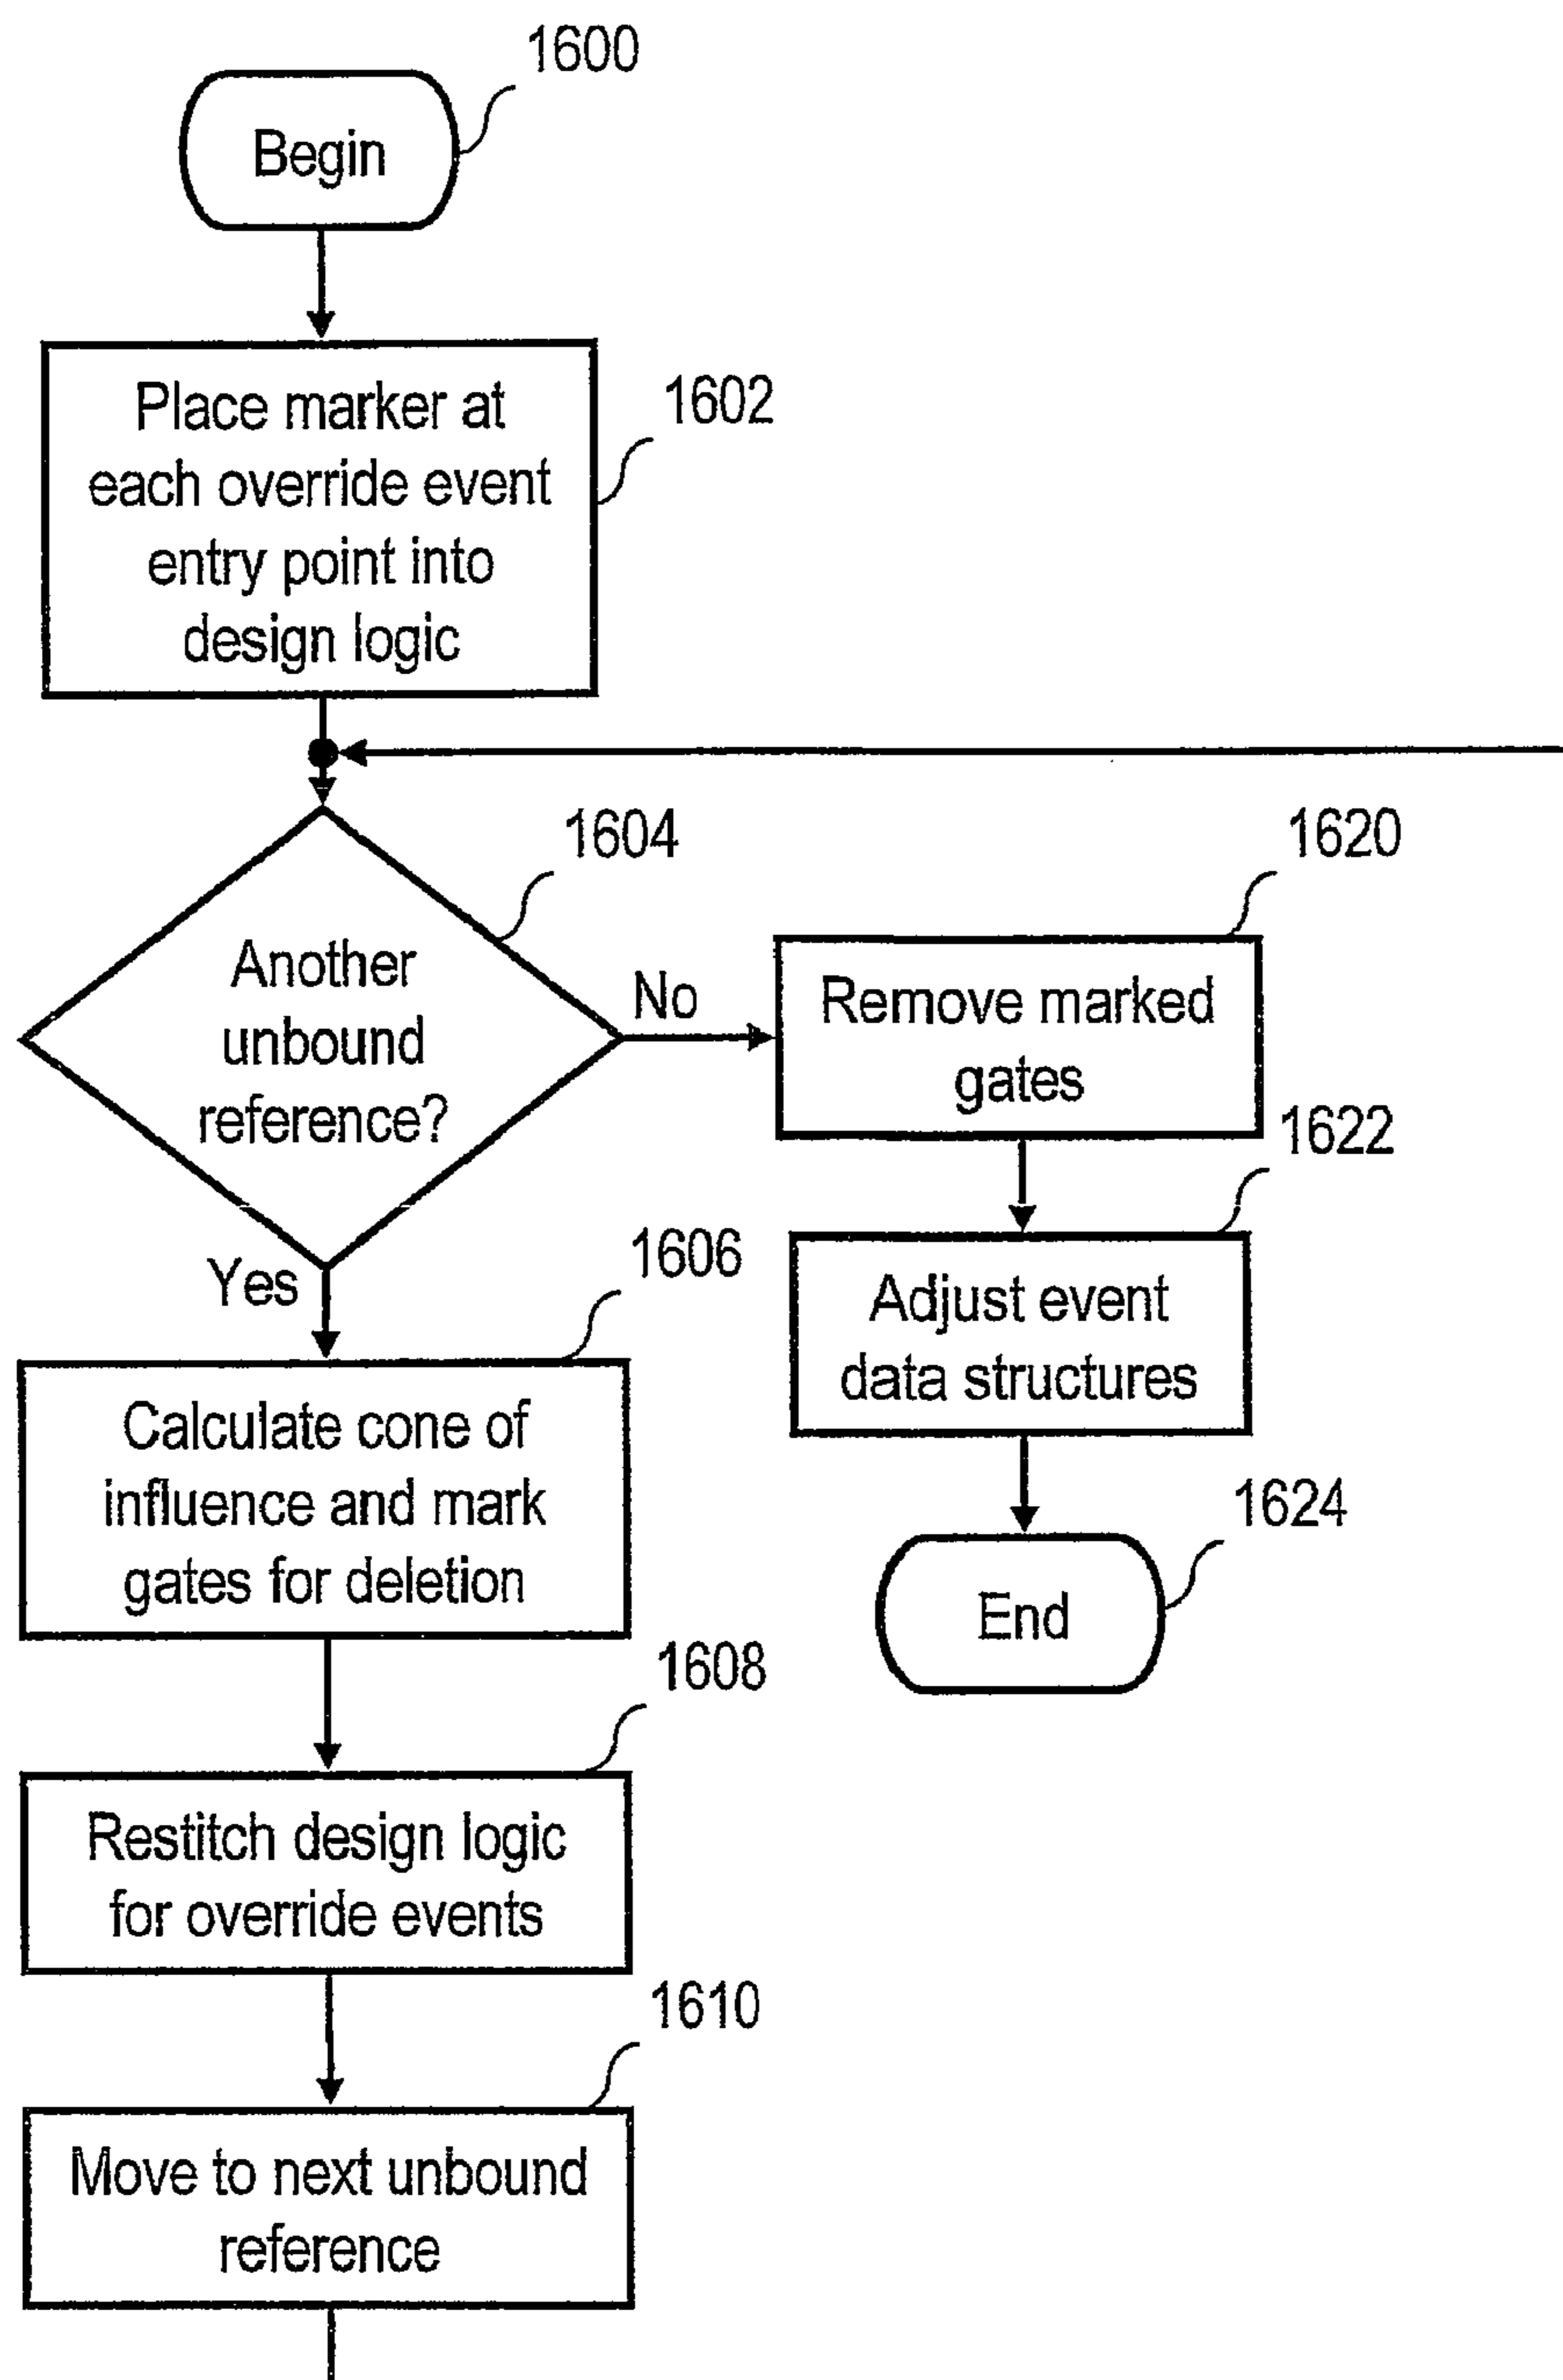 1600
Begin
1602
Place marker at
each override event
entry point into
design logic
1604
Another
unbound
reference?
No
Yes
1620
Remove marked
gates
1622
Adjust event
data structures
1624
End
1606
Calculate cone of
influence and mark
gates for deletion
1608
Restitch design logic
for override events
1610
Move to next unbound
reference